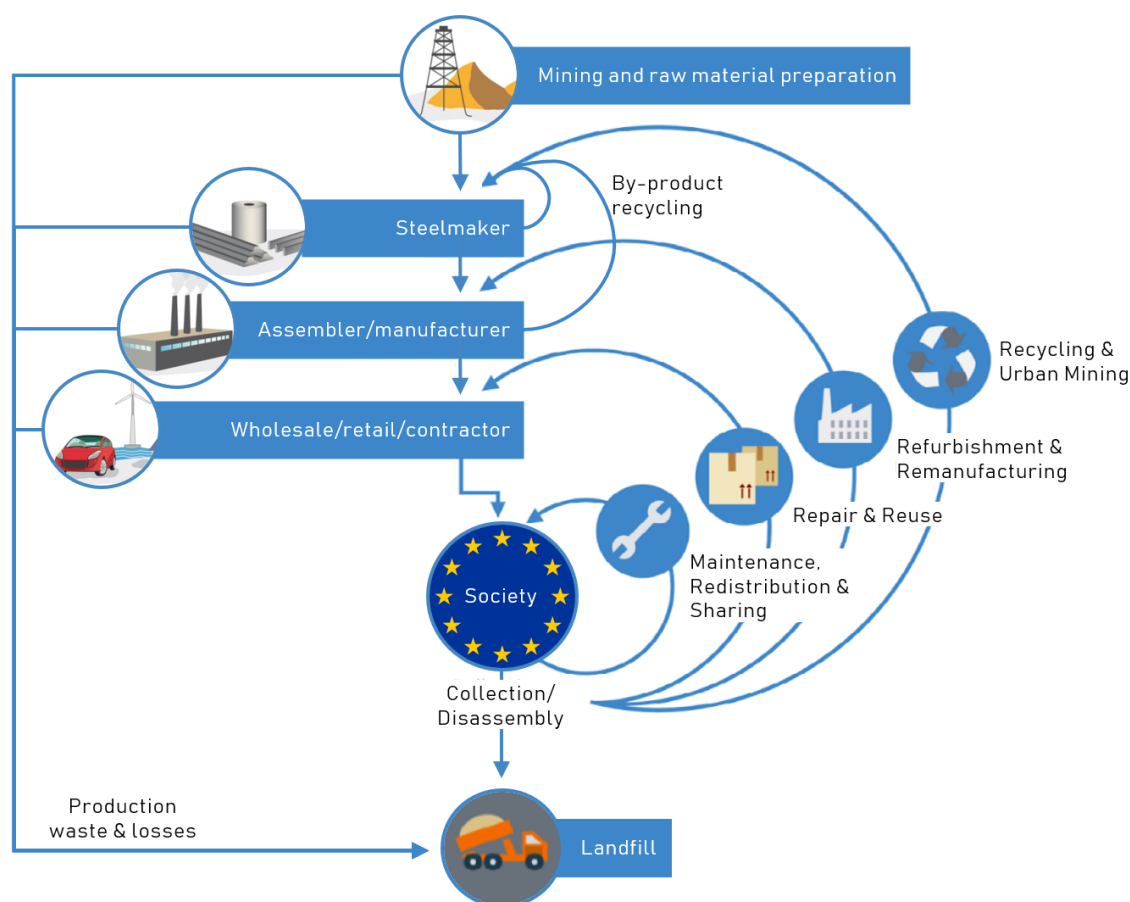 Mining and raw material preparation
By-product
recycling
Steelmaker
Assembler/manufacturer
Recycling &
Urban Mining
Wholesale/retail/contractor
Refurbishment &
Remanufacturing
Repair & Reuse
Maintenance,
Redistribution &
Sharing
Society
Collection/
Disassembly
Production
waste & losses
Landfill